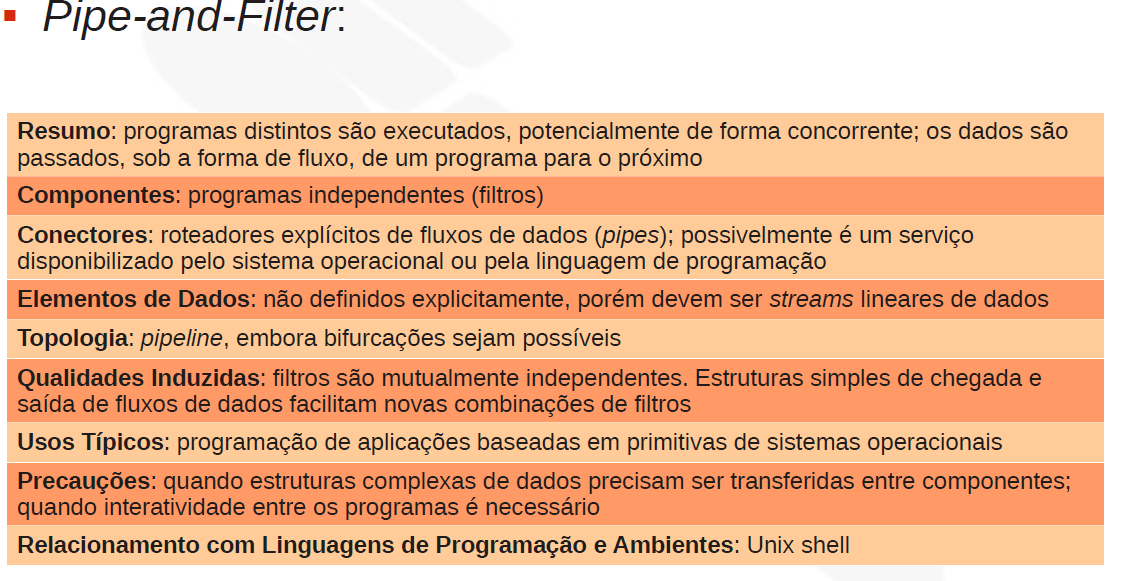 Pipe-and-Filter:
Resumo: programas distintos são executados, potencialmente de forma concorrente; os dados são
passados, sob a forma de fluxo, de um programa para o próximo
Componentes: programas independentes (filtros)
Conectores: roteadores explícitos de fluxos de dados (pipes); possivelmente é um serviço
disponibilizado pelo sistema operacional ou pela linguagem de programação
Elementos de Dados: não definidos explicitamente, porém devem ser streams lineares de dados
Topologia: pipeline, embora bifurcações sejam possíveis
Qualidades Induzidas: filtros são mutualmente independentes. Estruturas simples de chegada e
saída de fluxos de dados facilitam novas combinações de filtros
Usos Típicos: programação de aplicações baseadas em primitivas de sistemas operacionais
Precauções: quando estruturas complexas de dados precisam ser transferidas entre componentes;
quando interatividade entre os programas é necessário
Relacionamento com Linguagens de Programação e Ambientes: Unix shell